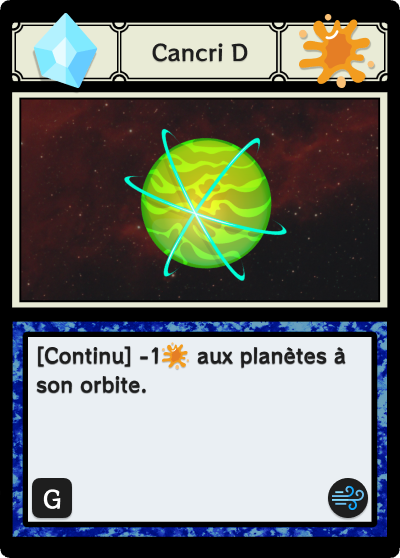 Cancri D
[Continu] -1 aux planètes à
son orbite.
G